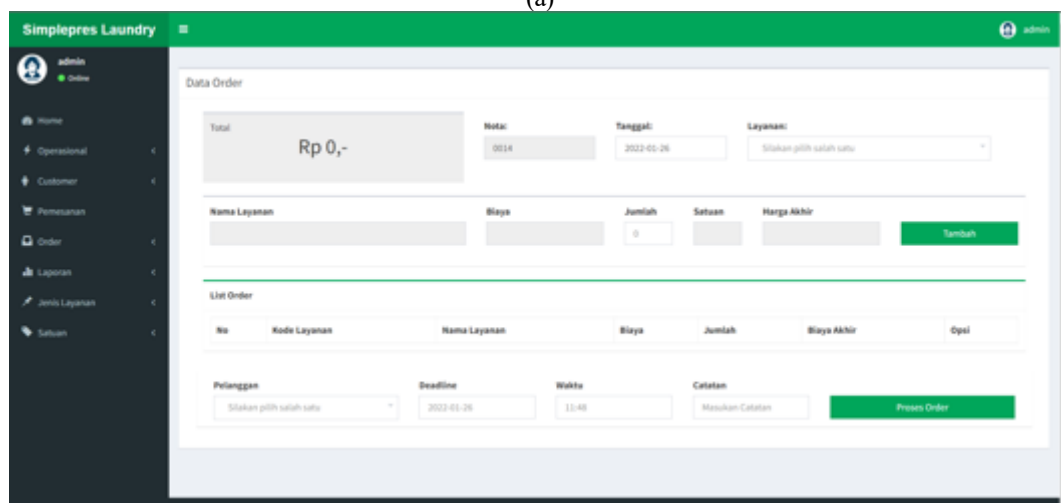 (a)
Simplepres Laundry
admin
admin
Online
Data Order
Home
Operasional
Customer
Pemesanan
Order
Laporan
Jenis Layanan
Satuan
Total
Rp 0,-
Nota:
Tanggal:
Layanan:
0014
2022-01-26
Silakan pilih salah satu
Nama Layanan
Biaya
Jumlah
Satuan
Harga Akhir
0
Tambah
List Order
No
Kode Layanan
Nama Layanan
Biaya
Jumlah
Biaya Akhir
Opsi
Pelanggan
Deadline
Waktu
Catatan
Silakan pilih salah satu
2022-01-26
11:48
Masukan Catatan
Proses Order